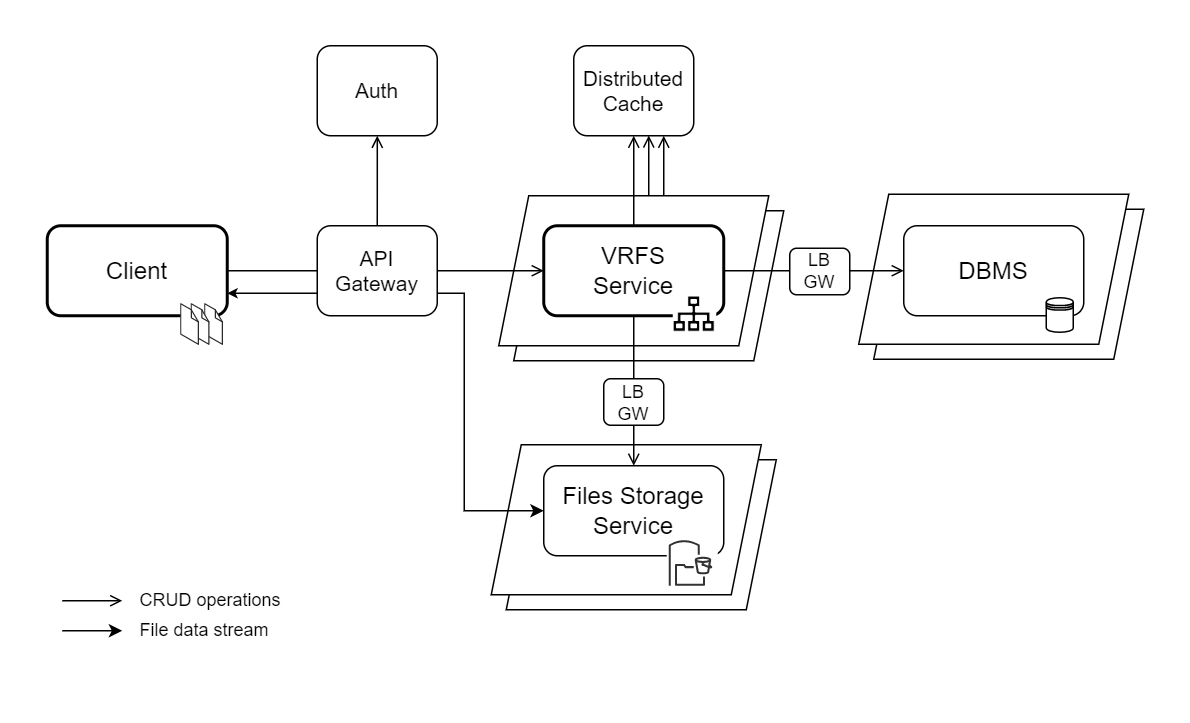 Auth
Distributed
Cache
Client
API
Gateway
VRFS
Service
LB
GW
DBMS
LB
GW
Files Storage
Service
CRUD operations
File data stream